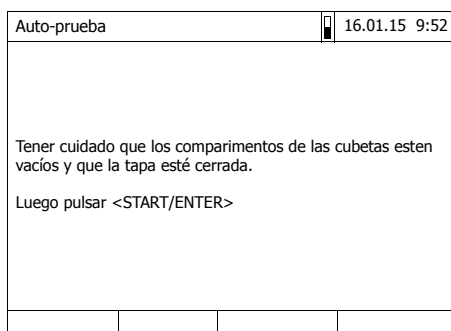 Auto-prueba 16.01.15 9:52
Tener cuidado que los comparimentos de las cubetas esten
vacíos y que la tapa esté cerrada.
Luego pulsar <START/ENTER>